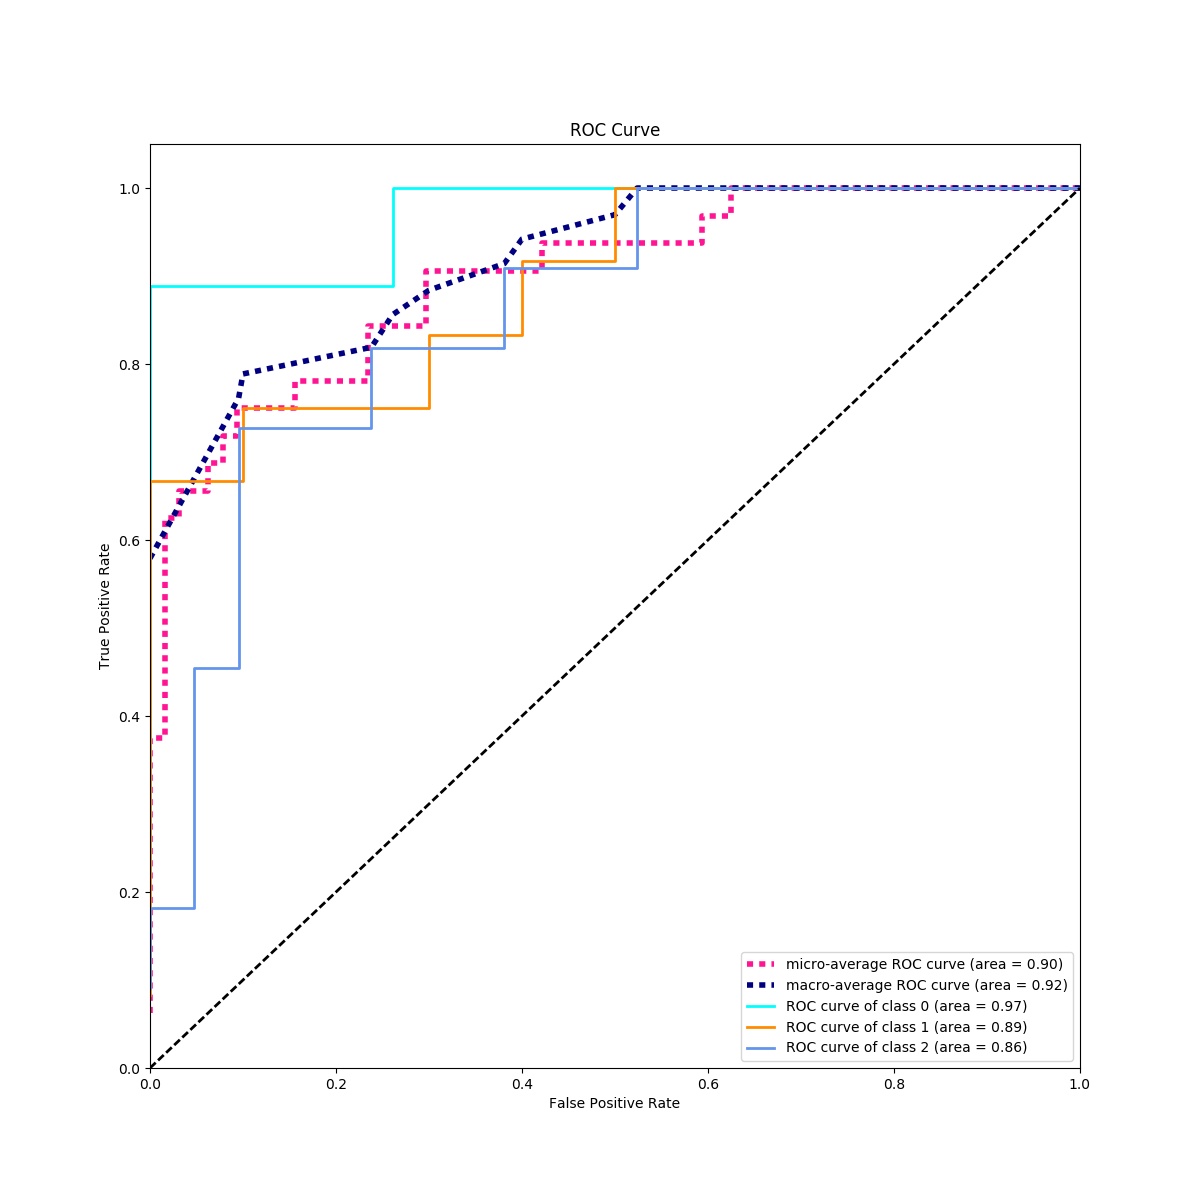 ROC Curve
1.0
0.8
0.6
0.4
0.2
0.0
True Positive Rate
0.0 0.2 0.4 0.6 0.8 1.0
False Positive Rate
micro-average ROC curve (area = 0.90)
macro-average ROC curve (area = 0.92)
ROC curve of class 0 (area = 0.97)
ROC curve of class 1 (area = 0.89)
ROC curve of class 2 (area = 0.86)